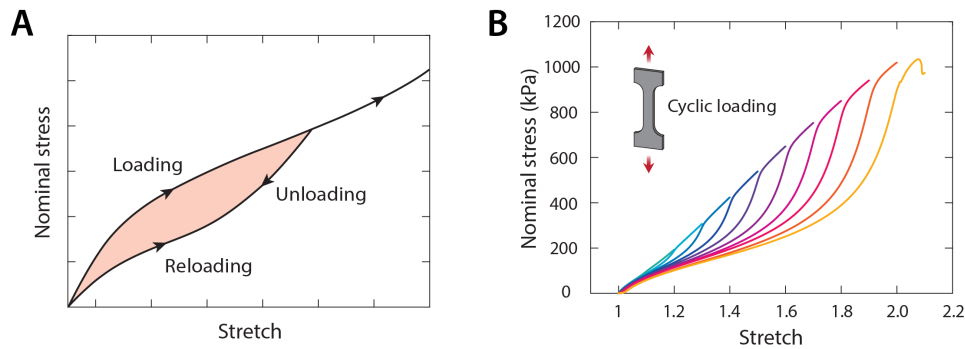 A
Nominal stress
Loading
Unloading
Reloading
Stretch
B
Nominal stress (kPa)
1200
1000
800
600
400
200
0
Cyclic loading
1
1.2
1.4
1.6
1.8
2.0
2.2
Stretch